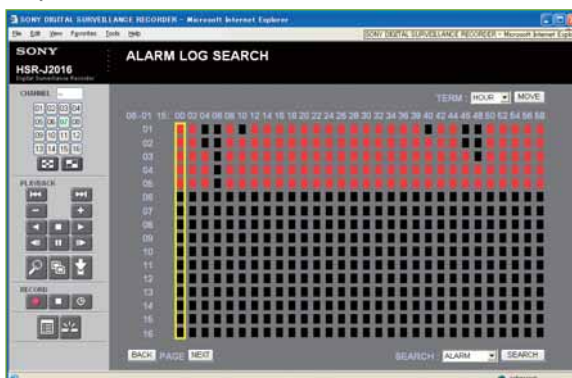 SONY DIGITAL SURVEILLANCE RECORDER - Microsoft Internet Explorer
File Edit View Favorites Tools Help
SONY DIGITAL SURVEILLANCE RECORDER - Microsoft Internet Expl
SONY
HSR-J2016
Digital Surveillance Recorder
ALARM LOG SEARCH
CHANNEL
01 02 03 04
05 06 07 08
09 10 11 12
13 14 15 16
PLAYBACK
RECORD
TERM : HOUR MOVE
08-01 15: 00 02 04 06 08 10 12 14 16 18 20 22 24 26 28 30 32 34 36 38 40 42 44 46 48 50 52 54 56 58
01
02
03
04
05
06
07
08
09
10
11
12
13
14
15
16
BACK PAGE NEXT
SEARCH : ALARM SEARCH